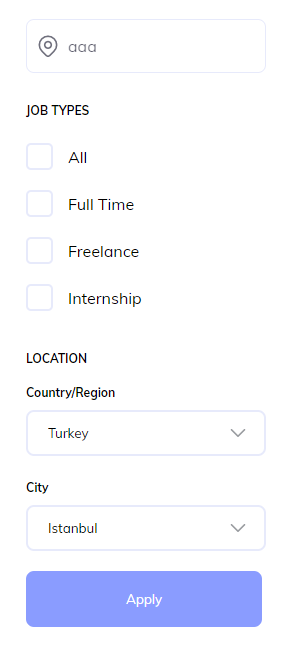 aaa
JOB TYPES
All
Full Time
Freelance
Internship
LOCATION
Country/Region
Turkey
City
Istanbul
Apply